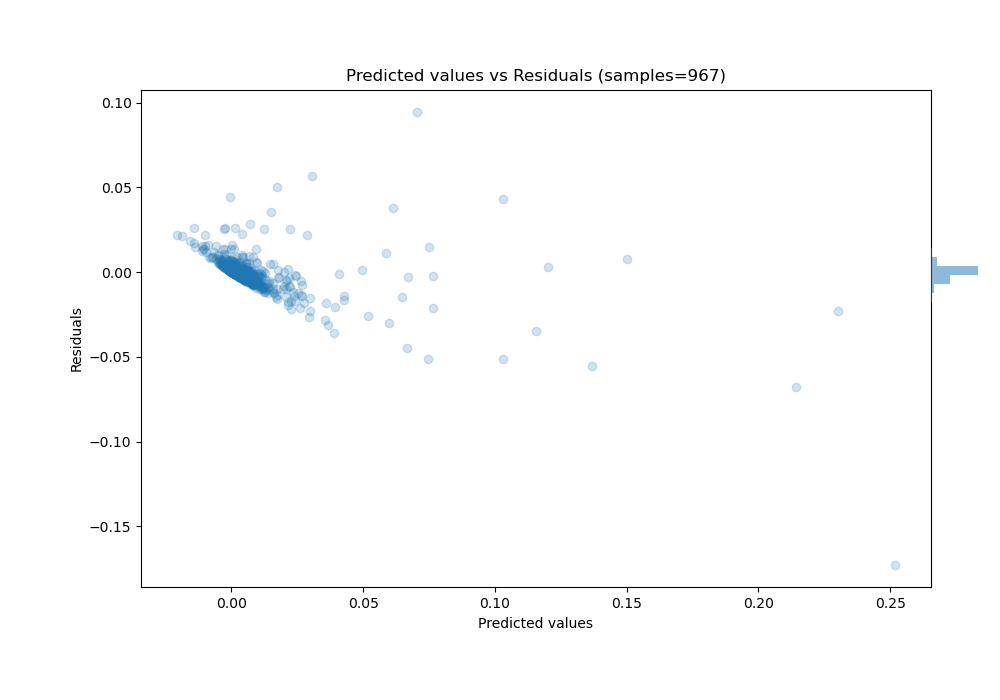 Predicted values vs Residuals (samples=967)
0.10
0.05
0.00
−0.05
−0.10
−0.15
Residuals
0.00 0.05 0.10 0.15 0.20 0.25
Predicted values